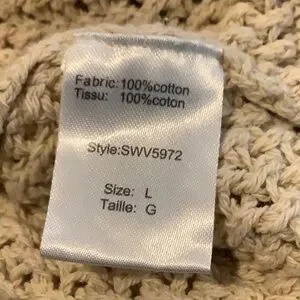 Fabric:100%cotton
Tissu: 100%coton
Style:SWV5972
Size: L
Taille: G